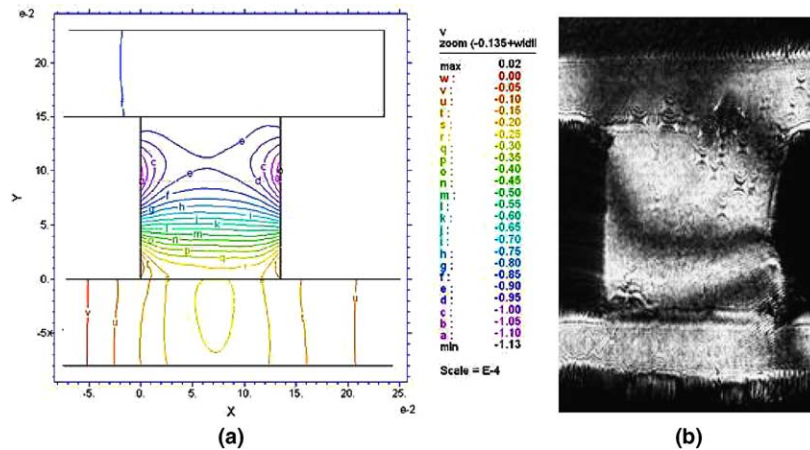 e-2
(a)
20.
15.
10.
5.
0.
-5
Y
-5. 0. 5. 10. 15. 20. 25.
e-2
X
v
zoom (-0.135+widtl
max 0.02
w : 0.00
v : -0.05
u : -0.10
t : -0.15
s : -0.20
r : -0.25
q : -0.30
p : -0.35
o : -0.40
n : -0.45
m : -0.50
l : -0.55
k : -0.60
j : -0.65
i : -0.70
h : -0.75
g : -0.80
f : -0.85
e : -0.90
d : -0.95
c : -1.00
b : -1.05
a : -1.10
min -1.13
Scale = E-4
e
e
c
c
e
d
f
g
h
i
j
k
l
m
n
p
q
v
u
u
(a)
(b)